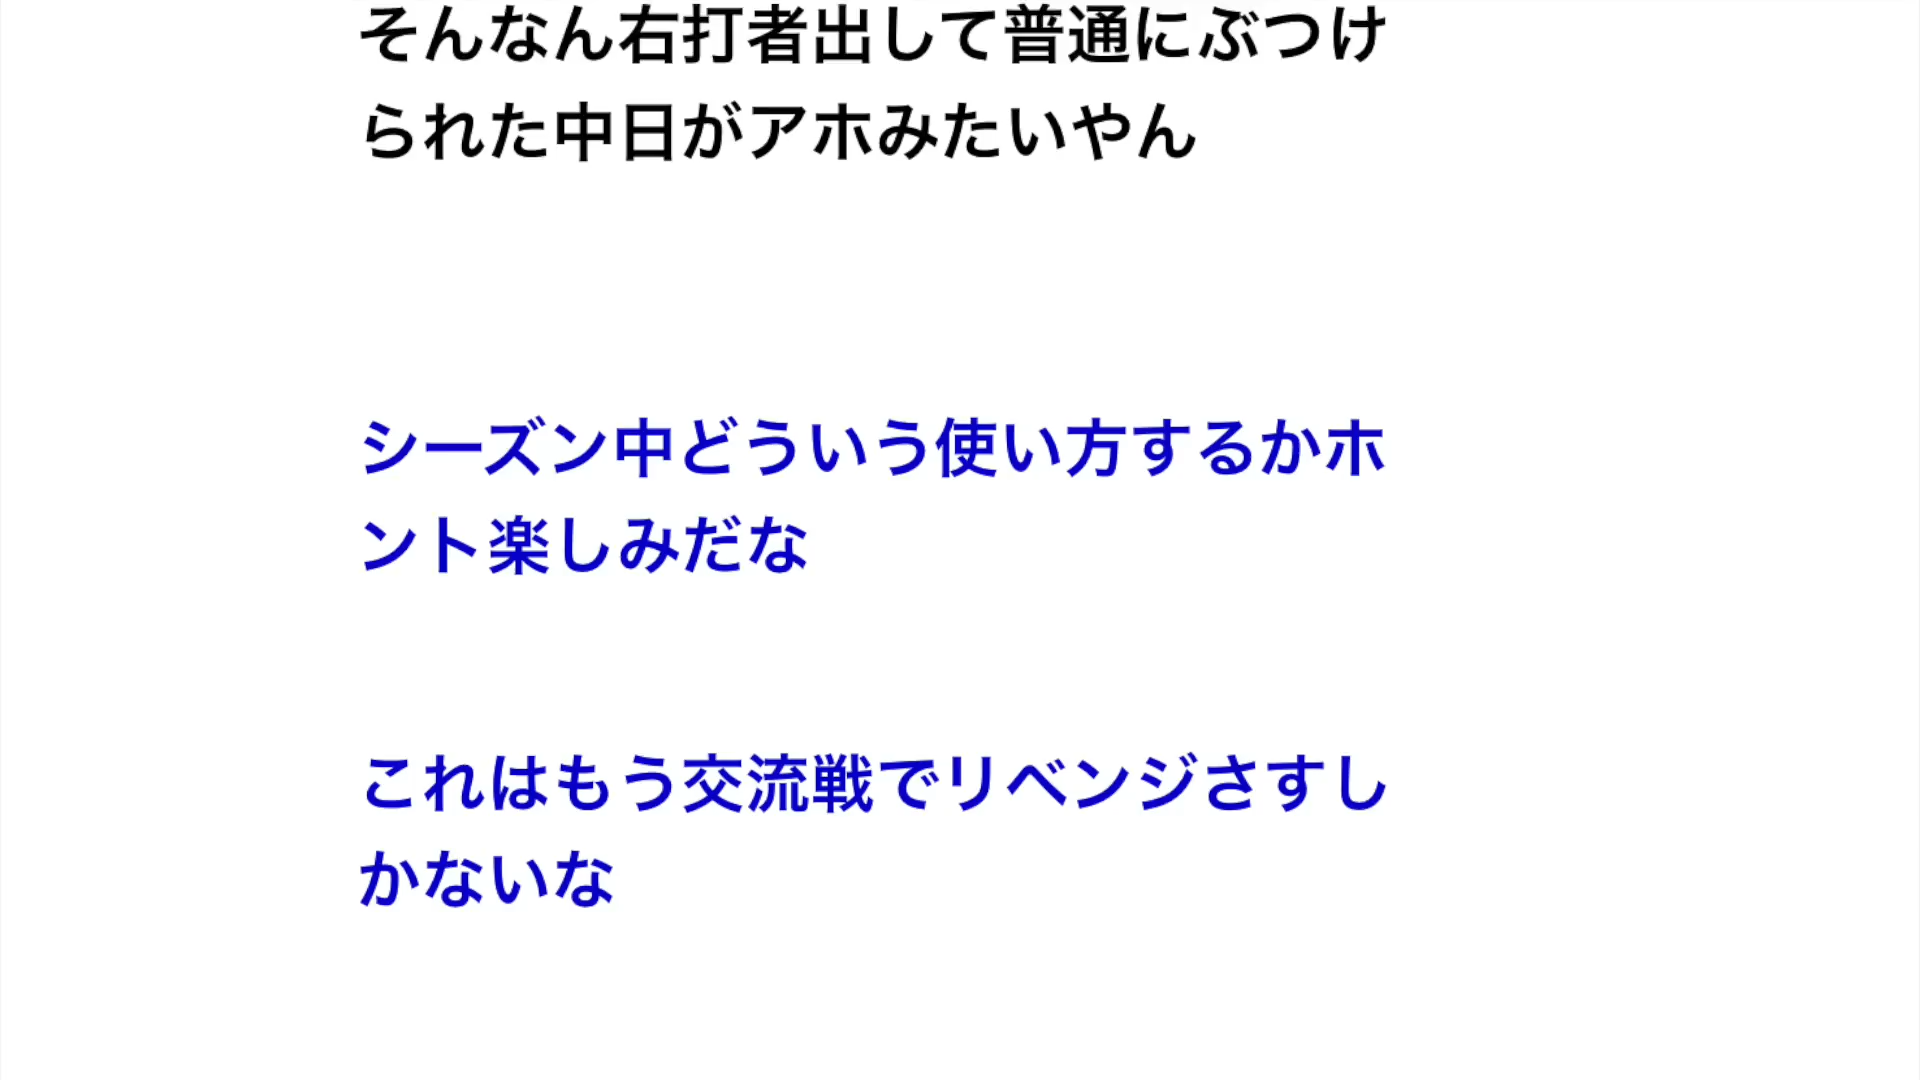 そんなん右打者出して普通にぶつけ
られた中日がアホみたいやん
シーズン中どういう使い方するかホ
ント楽しみだな
これはもう交流戦でリベンジさすし
かないな